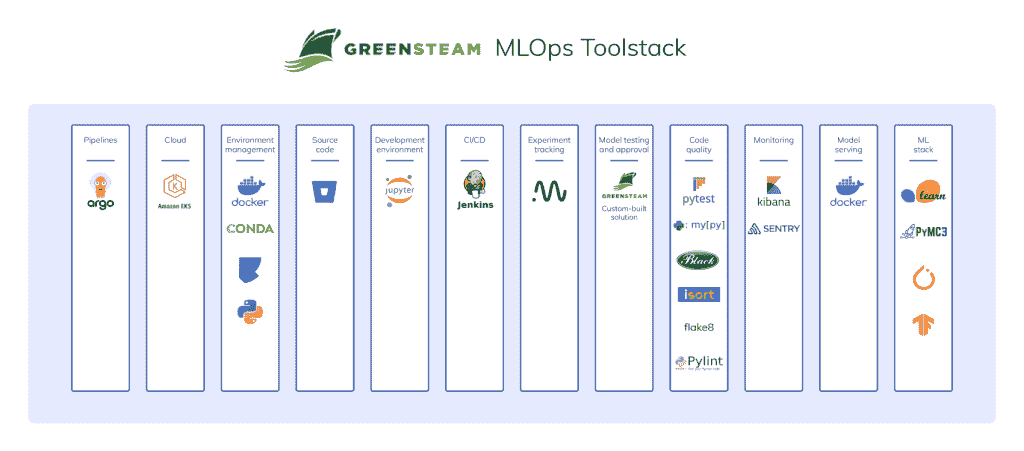 GREENSTEAM MLOps Toolstack
Pipelines
argo
Cloud
Amazon EKS
Environment
management
docker
CONDA
Source
code
Development
environment
jupyter
CI/CD
Jenkins
Experiment
tracking
Model testing
and approval
GREENSTEAM
Custom-built
solution
Code
quality
pytest
: my[py]
Black
isort
flake8
Pylint
Monitoring
kibana
SENTRY
Model
serving
docker
ML
stack
learn
PyMC3